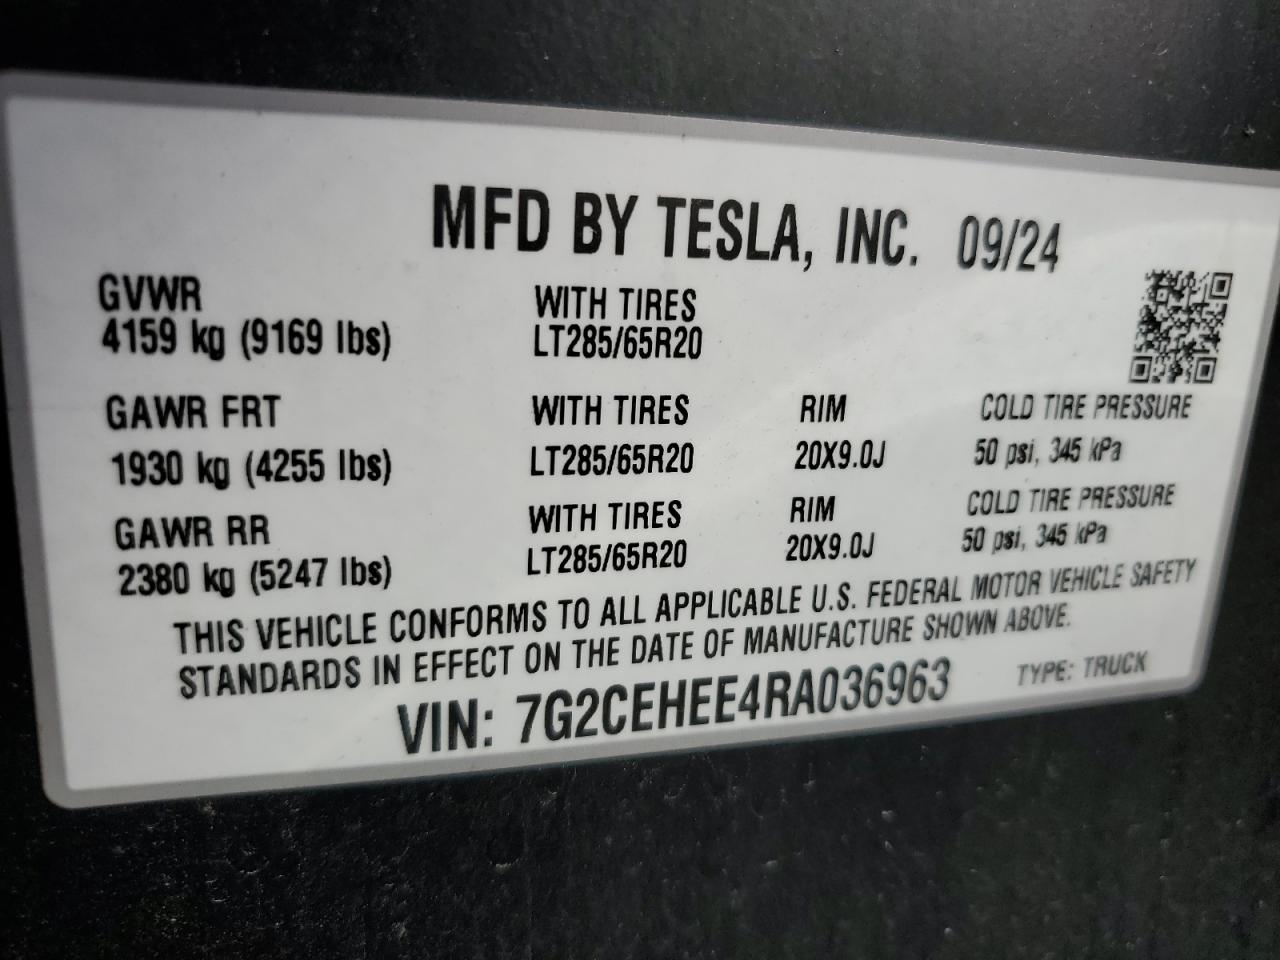 MFD BY TESLA, INC. 09/24
GVWR
4159 kg (9169 lbs)
WITH TIRES
LT285/65R20
GAWR FRT
1930 kg (4255 lbs)
WITH TIRES
LT285/65R20
RIM
20X9.0J
COLD TIRE PRESSURE
50 psi, 345 kPa
GAWR RR
2380 kg (5247 lbs)
WITH TIRES
LT285/65R20
RIM
20X9.0J
COLD TIRE PRESSURE
50 psi, 345 kPa
THIS VEHICLE CONFORMS TO ALL APPLICABLE U.S. FEDERAL MOTOR VEHICLE SAFETY
STANDARDS IN EFFECT ON THE DATE OF MANUFACTURE SHOWN ABOVE.
VIN: 7G2CEHEE4RA036963
TYPE: TRUCK